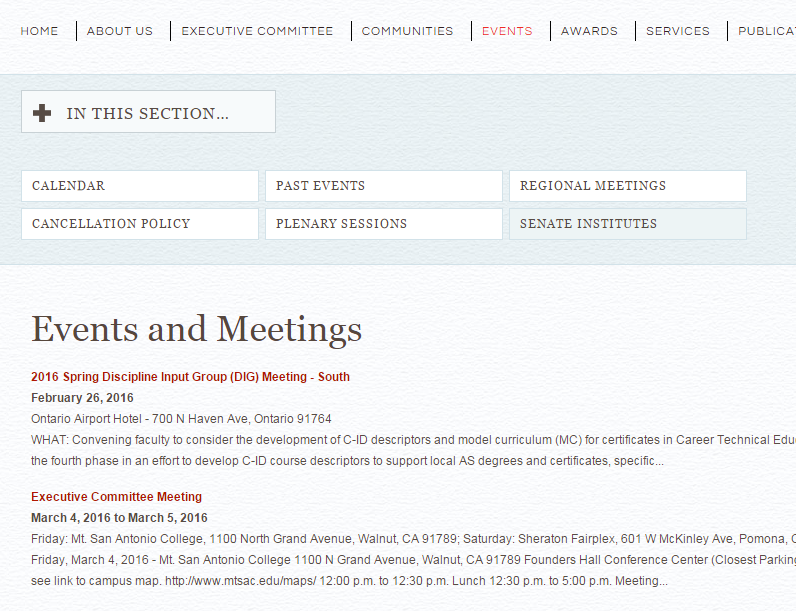 HOME ABOUT US EXECUTIVE COMMITTEE COMMUNITIES EVENTS AWARDS SERVICES PUBLICA
IN THIS SECTION...
CALENDAR PAST EVENTS REGIONAL MEETINGS
CANCELLATION POLICY PLENARY SESSIONS SENATE INSTITUTES
Events and Meetings
2016 Spring Discipline Input Group (DIG) Meeting - South
February 26, 2016
Ontario Airport Hotel - 700 N Haven Ave, Ontario 91764
WHAT: Convening faculty to consider the development of C-ID descriptors and model curriculum (MC) for certificates in Career Technical Edu
the fourth phase in an effort to develop C-ID course descriptors to support local AS degrees and certificates, specific...
Executive Committee Meeting
March 4, 2016 to March 5, 2016
Friday: Mt. San Antonio College, 1100 North Grand Avenue, Walnut, CA 91789; Saturday: Sheraton Fairplex, 601 W McKinley Ave, Pomona, C
Friday, March 4, 2016 - Mt. San Antonio College 1100 N Grand Avenue, Walnut, CA 91789 Founders Hall Conference Center (Closest Parking
see link to campus map. http://www.mtsac.edu/maps/ 12:00 p.m. to 12:30 p.m. Lunch 12:30 p.m. to 5:00 p.m. Meeting...